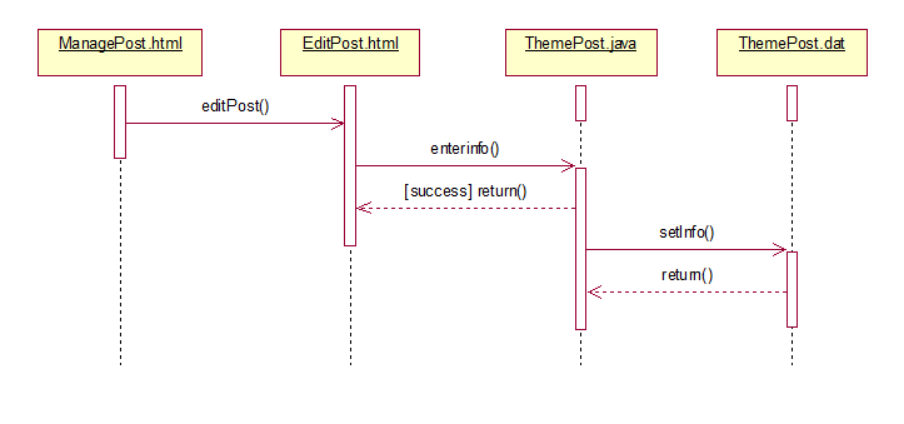 ManagePost.html
EditPost.html
ThemePost.java
ThemePost.dat
editPost()
enterinfo()
[success] return()
setInfo()
return()